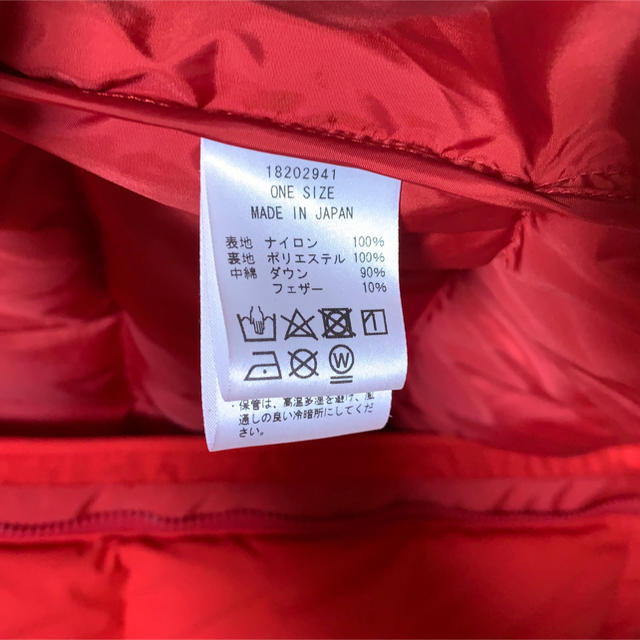 18202941
ONE SIZE
MADE IN JAPAN
表地 ナイロン 100%
裏地 ポリエステル 100%
中綿 ダウン 90%
フェザー 10%
・保管は、高温多湿を避け、風
通しの良い冷暗所にしてくだ
さい。